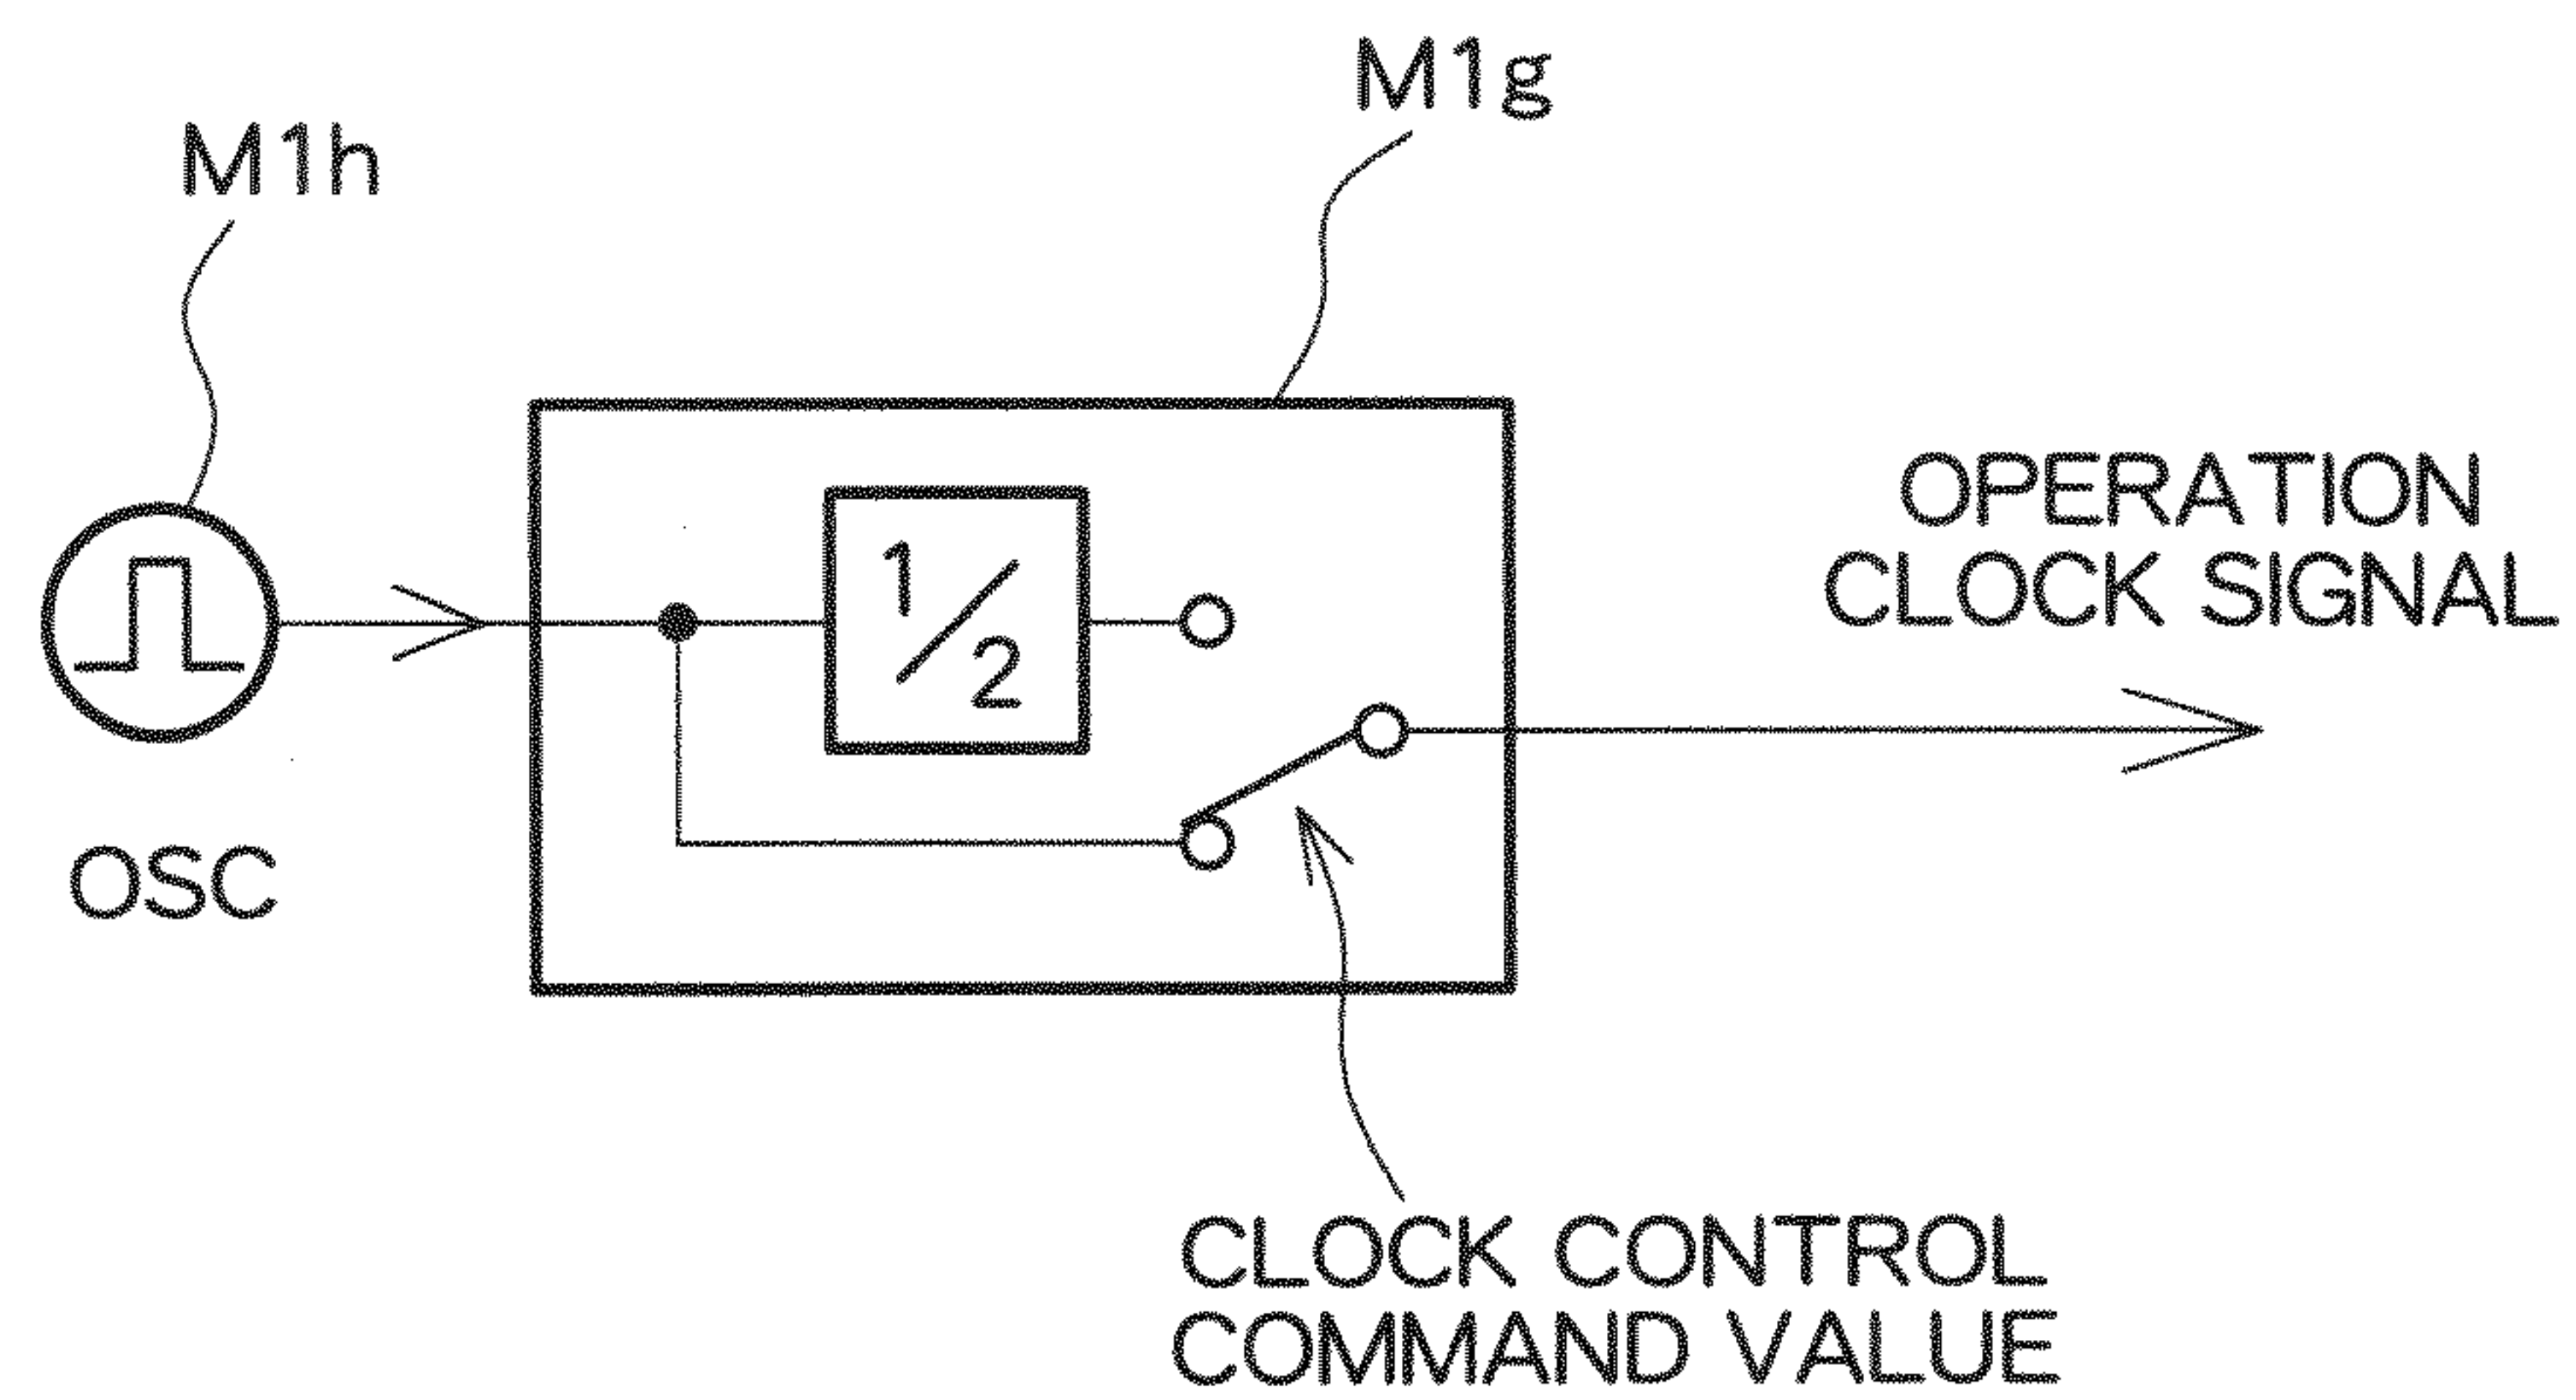 M1g
M1h
OPERATION
CLOCK SIGNAL
1/2
OSC
CLOCK CONTROL
COMMAND VALUE